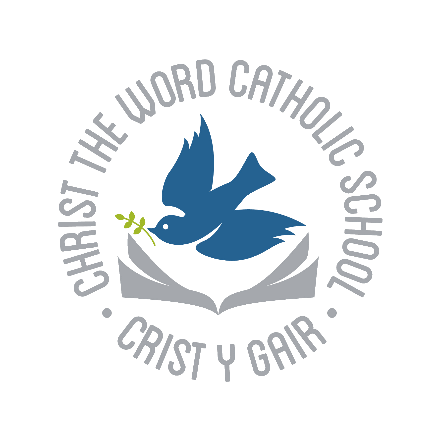 CHRIST THE WORD CATHOLIC SCHOOL
• CRIST Y GAIR •